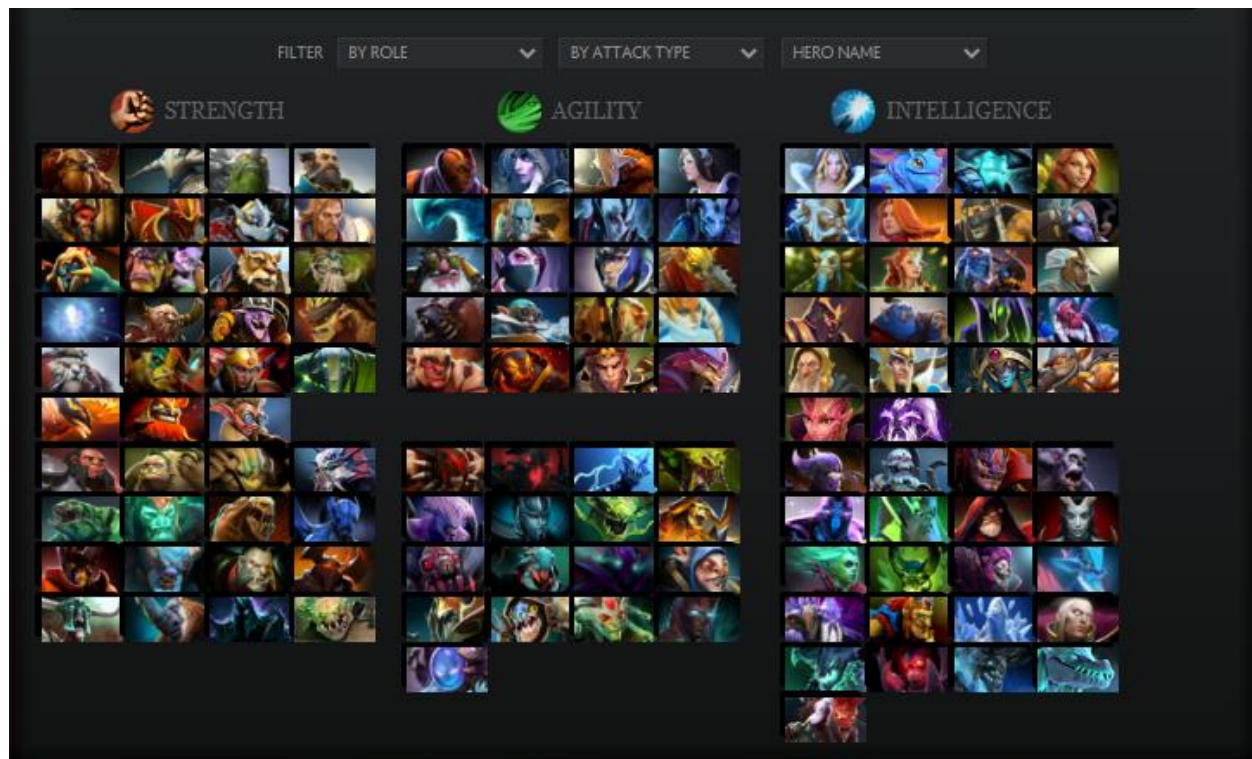 FILTER BY ROLE BY ATTACK TYPE HERO NAME
STRENGTH AGILITY INTELLIGENCE